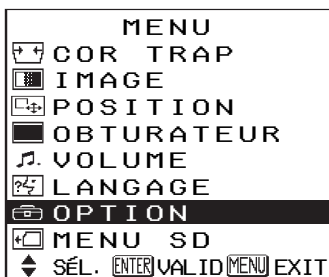 MENU
COR TRAP
IMAGE
POSITION
OBTURATEUR
VOLUME
LANGAGE
OPTION
MENU SD
SÉL. ENTER VALID MENU EXIT